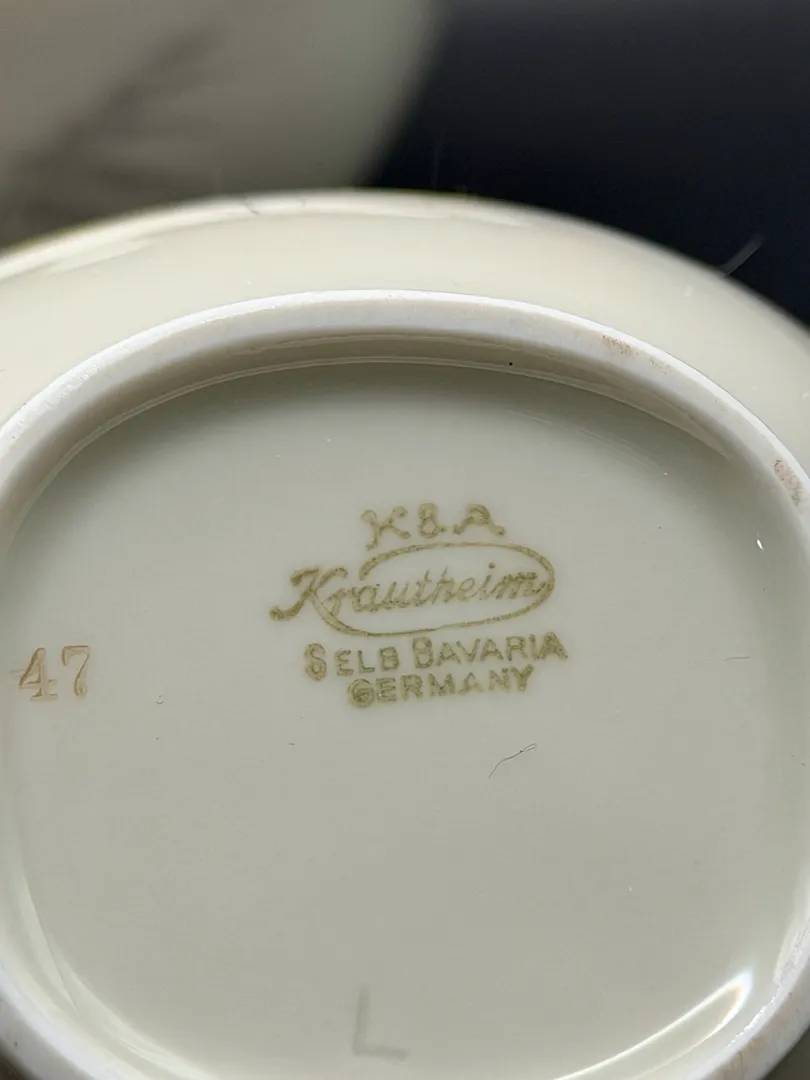 K&A
Krautheim
SELB BAVARIA
GERMANY
47
L